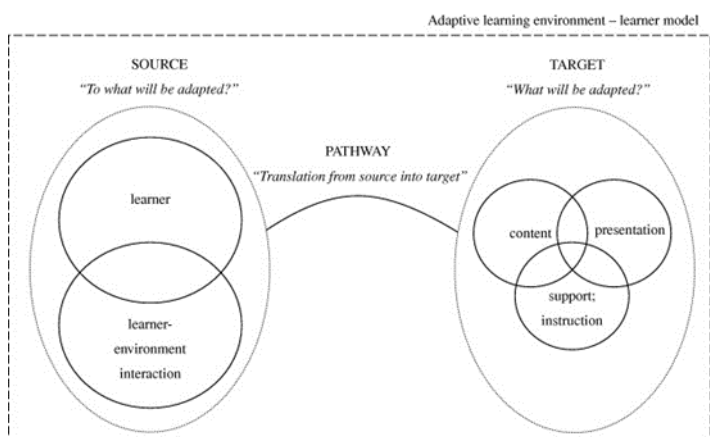 Adaptive learning environment – learner model
SOURCE
“To what will be adapted?”
TARGET
“What will be adapted?”
PATHWAY
“Translation from source into target”
learner
learner-
environment
interaction
content
presentation
support;
instruction